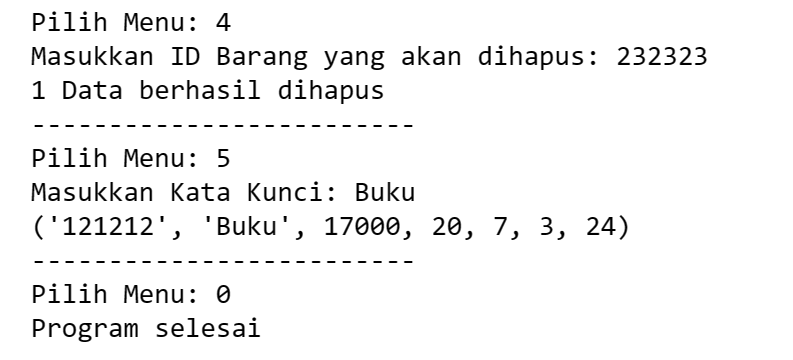 Pilih Menu: 4
Masukkan ID Barang yang akan dihapus: 232323
1 Data berhasil dihapus
-------------------------
Pilih Menu: 5
Masukkan Kata Kunci: Buku
('121212', 'Buku', 17000, 20, 7, 3, 24)
-------------------------
Pilih Menu: 0
Program selesai